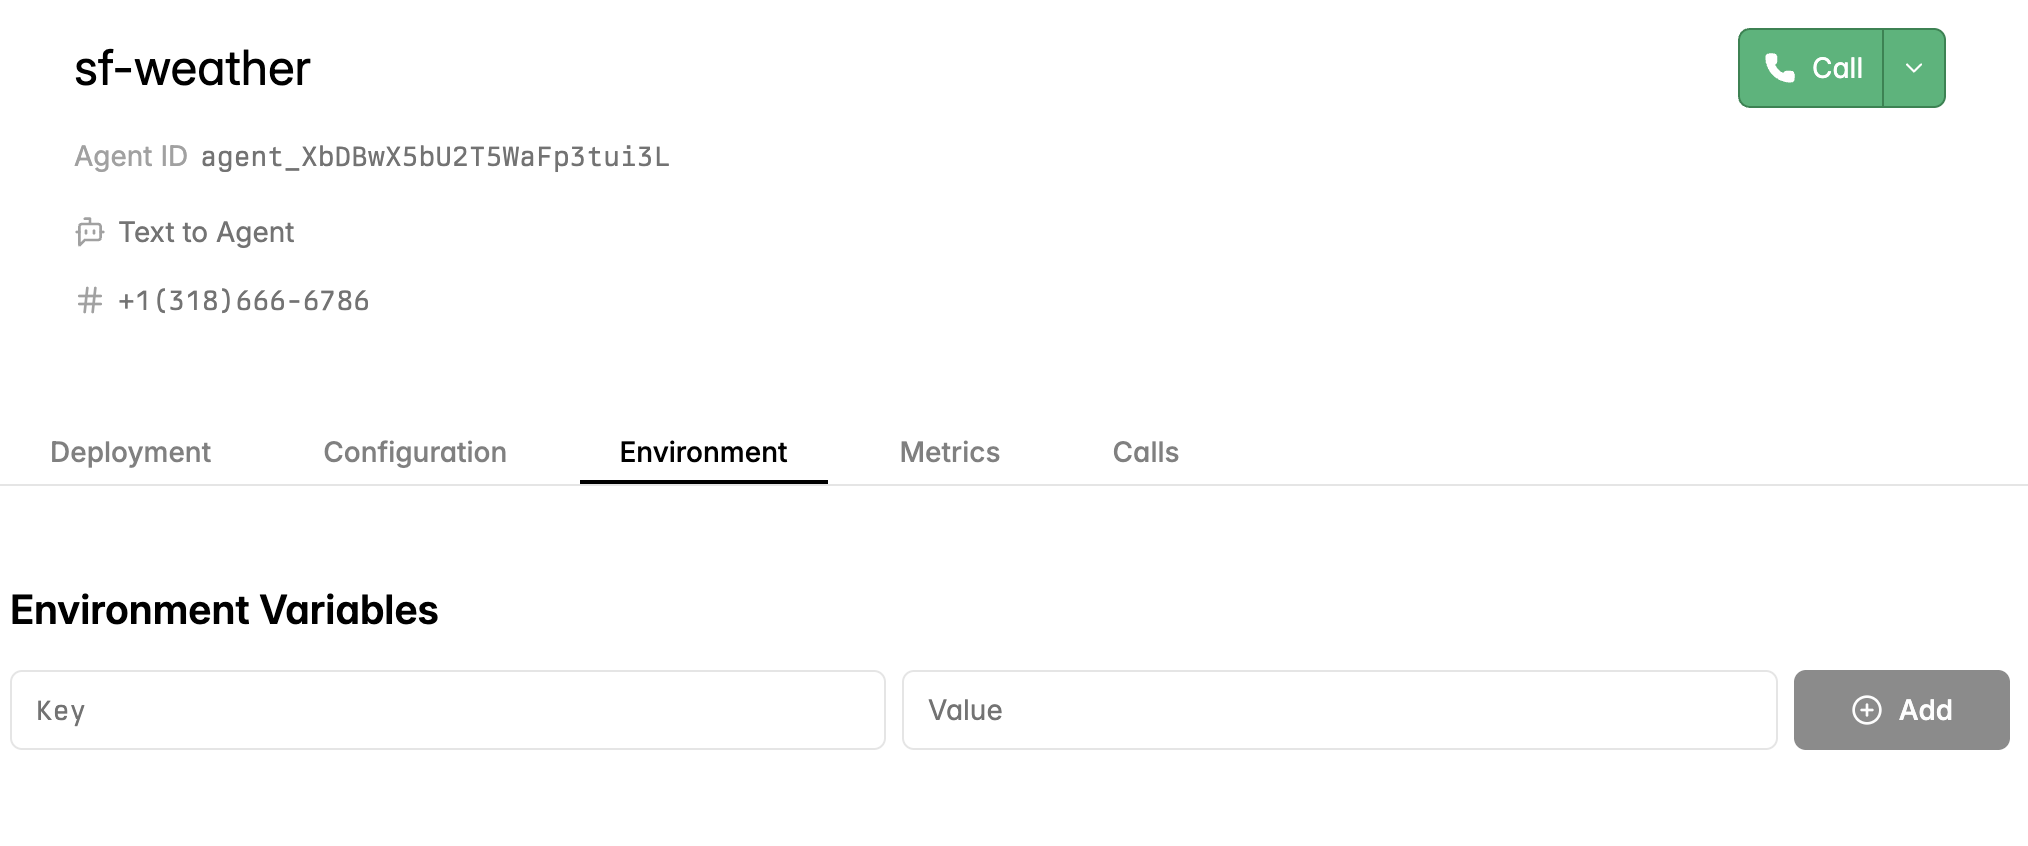 sf-weather
Call
Agent ID agent_XbDBwX5bU2T5WaFp3tui3L
Text to Agent
+1(318)666-6786
Deployment Configuration Environment Metrics Calls
Environment Variables
Key Value Add